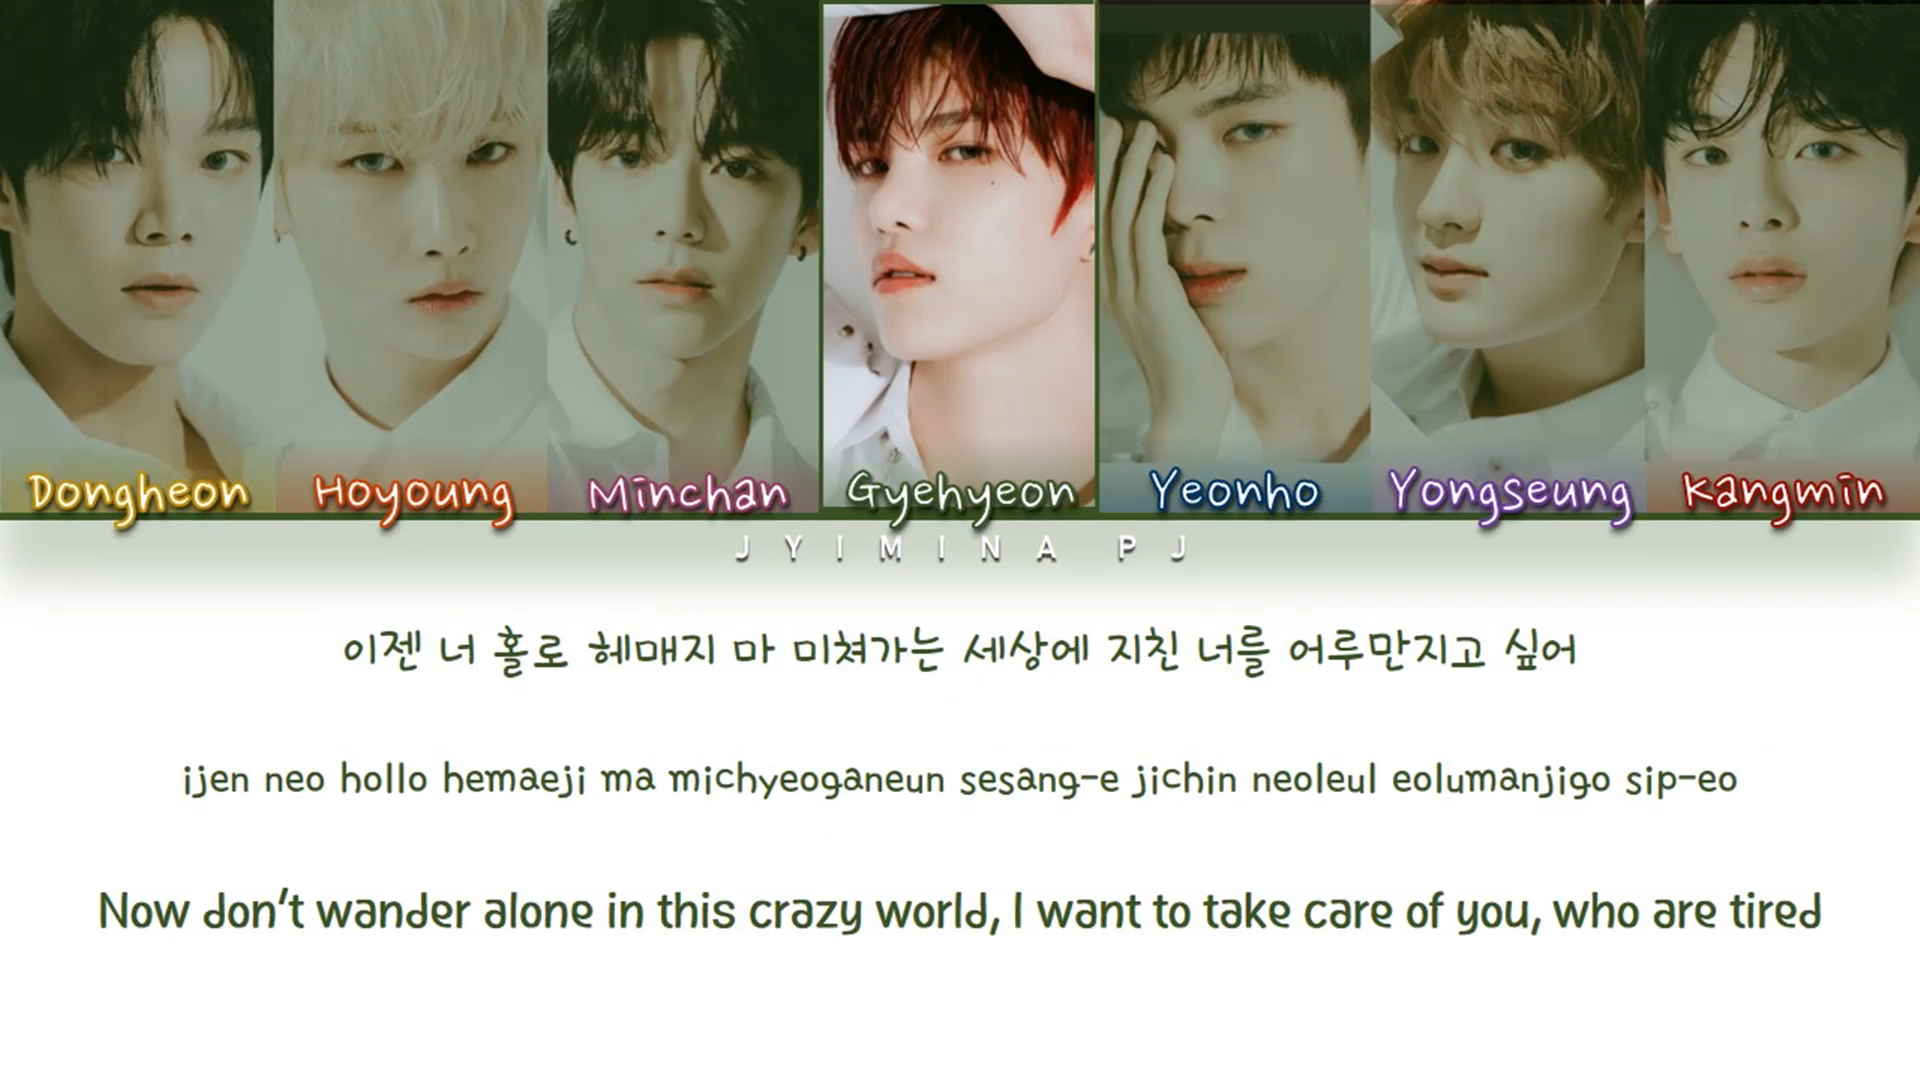 Dongheon Hoyoung Minchan Gyehyeon Yeonho Yongseung Kangmin
JYIMINA PJ
이젠 너 홀로 헤매지 마 미쳐가는 세상에 지친 너를 어루만지고 싶어
ijen neo hollo hemaeji ma michyeoganeun sesang-e jichin neoleul eolumanjigo sip-eo
Now don't wander alone in this crazy world, I want to take care of you, who are tired